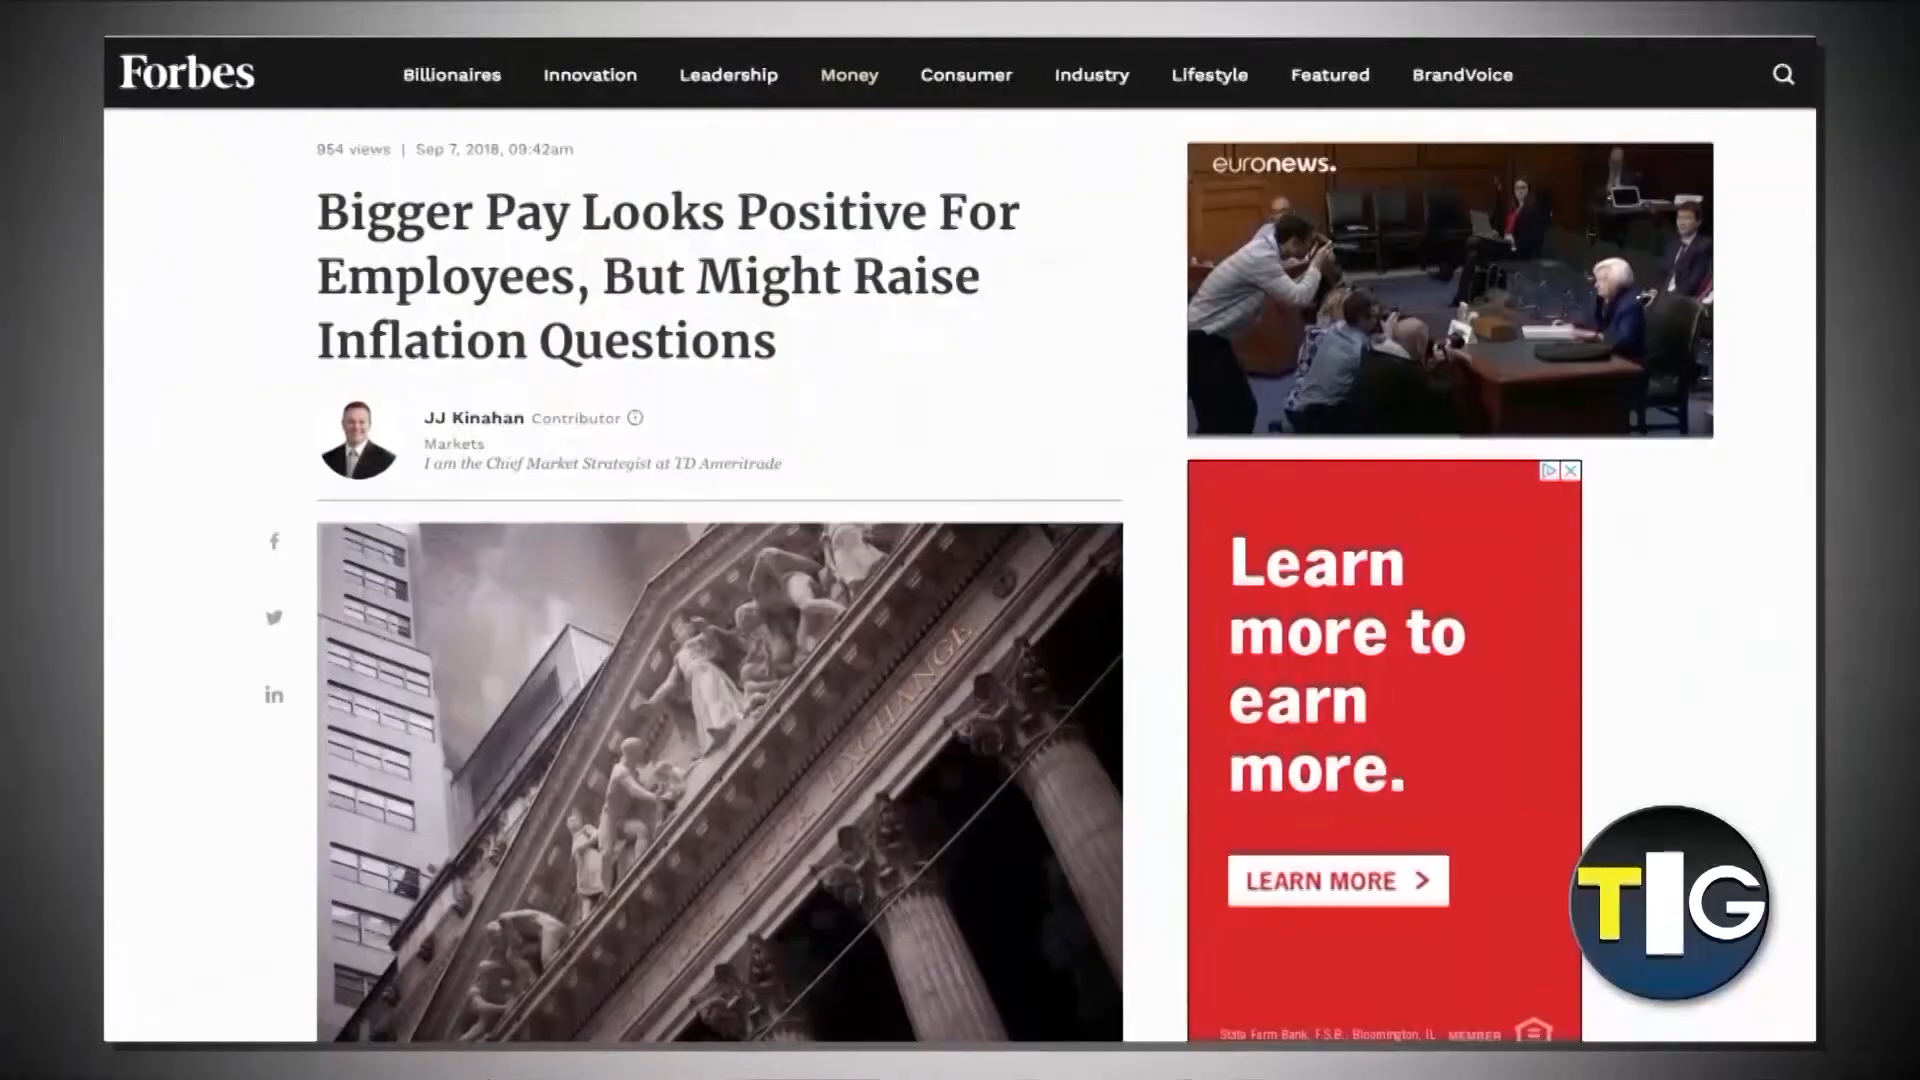 Forbes
Billionaires Innovation Leadership Money Consumer Industry Lifestyle Featured BrandVoice
954 views | Sep 7, 2018, 09:42am
Bigger Pay Looks Positive For
Employees, But Might Raise
Inflation Questions
JJ Kinahan Contributor
Markets
I am the Chief Market Strategist at TD Ameritrade
f
in
EXCHANGE
euronews.
Learn
more to
earn
more.
LEARN MORE >
State Farm Bank, F.S.B., Bloomington, IL MEMBER
TIG